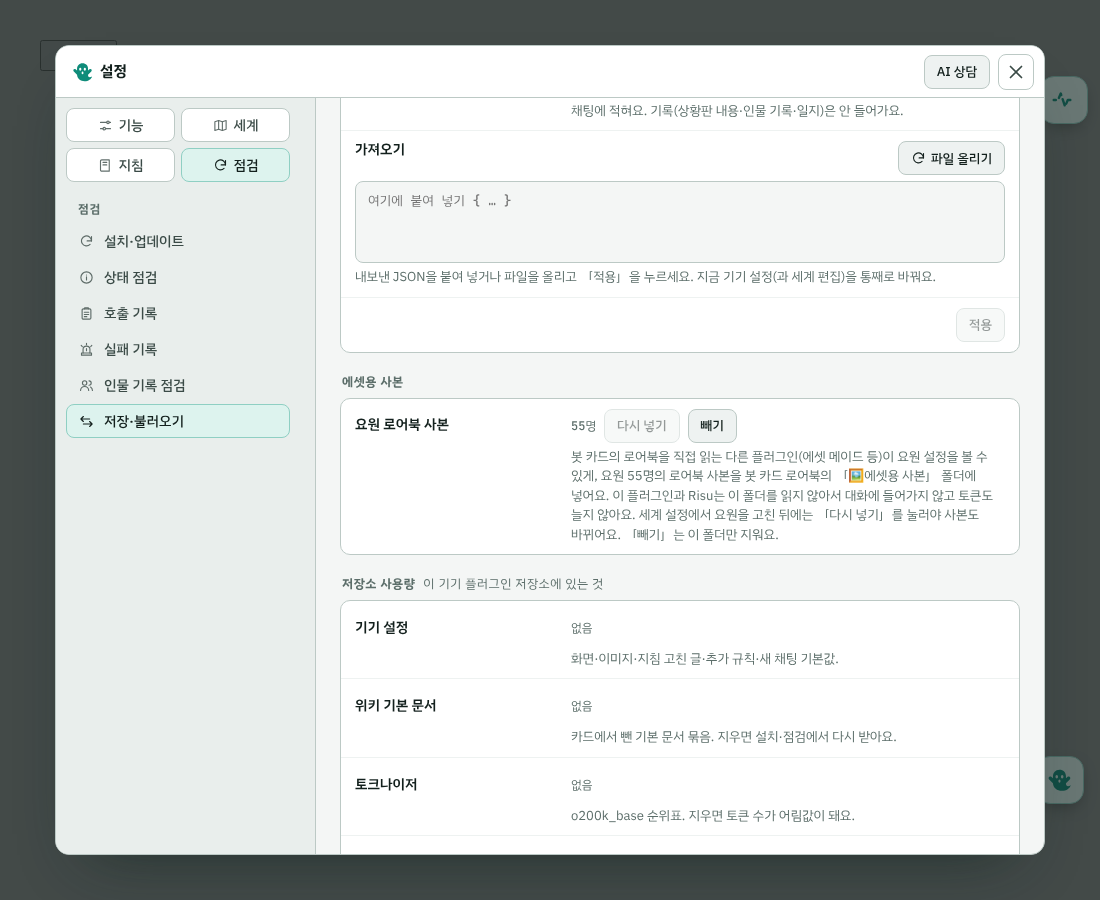 설정
AI 상담
기능
세계
지침
점검
점검
설치·업데이트
상태 점검
호출 기록
실패 기록
인물 기록 점검
저장·불러오기
채팅에 적혀요. 기록(상황판 내용·인물 기록·일지)은 안 들어가요.
가져오기
파일 올리기
여기에 붙여 넣기 { … }
내보낸 JSON을 붙여 넣거나 파일을 올리고 「적용」을 누르세요. 지금 기기 설정(과 세계 편집)을 통째로 바꿔요.
적용
에셋용 사본
요원 로어북 사본
55명
다시 넣기
빼기
봇 카드의 로어북을 직접 읽는 다른 플러그인(에셋 메이드 등)이 요원 설정을 볼 수
있게, 요원 55명의 로어북 사본을 봇 카드 로어북의 「🖼️에셋용 사본」 폴더에
넣어요. 이 플러그인과 Risu는 이 폴더를 읽지 않아서 대화에 들어가지 않고 토큰도
늘지 않아요. 세계 설정에서 요원을 고친 뒤에는 「다시 넣기」를 눌러야 사본도
바뀌어요. 「빼기」는 이 폴더만 지워요.
저장소 사용량 이 기기 플러그인 저장소에 있는 것
기기 설정
없음
화면·이미지·지침 고친 글·추가 규칙·새 채팅 기본값.
위키 기본 문서
없음
카드에서 뺀 기본 문서 묶음. 지우면 설치·점검에서 다시 받아요.
토크나이저
없음
o200k_base 순위표. 지우면 토큰 수가 어림값이 돼요.